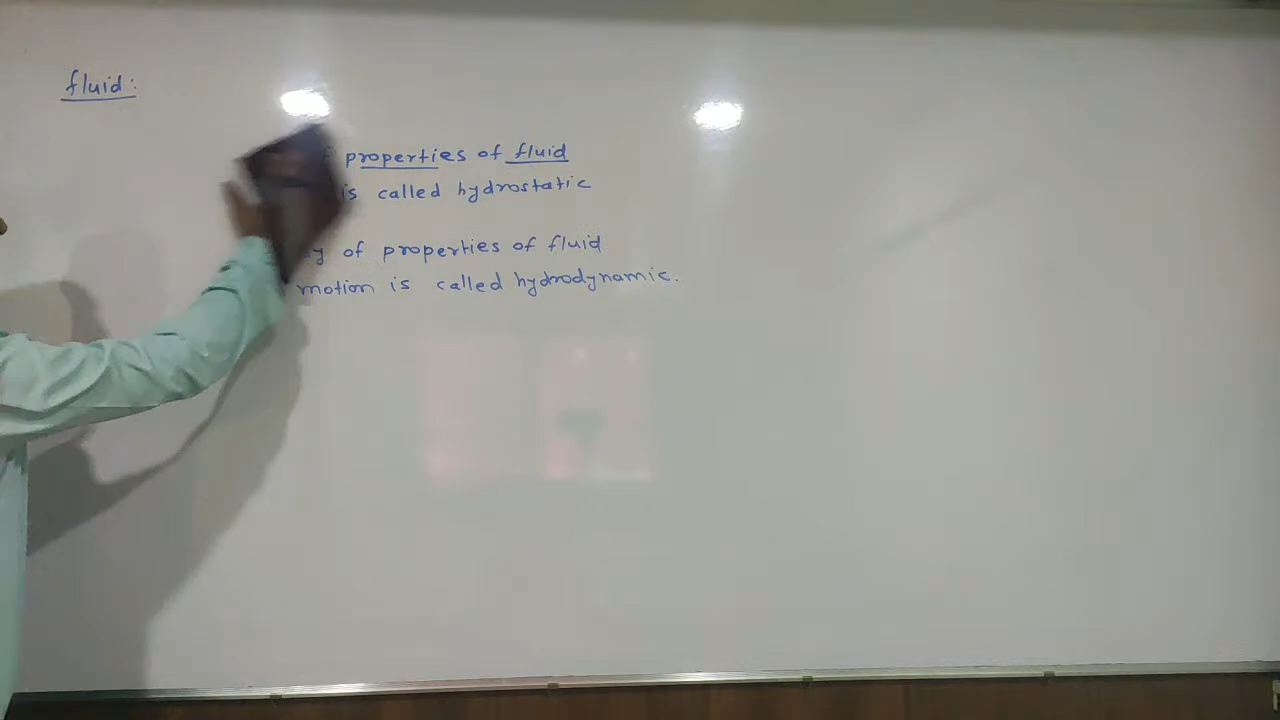 fluid:
properties of fluid
is called hydrostatic
of properties of fluid
motion is called hydrodynamic.